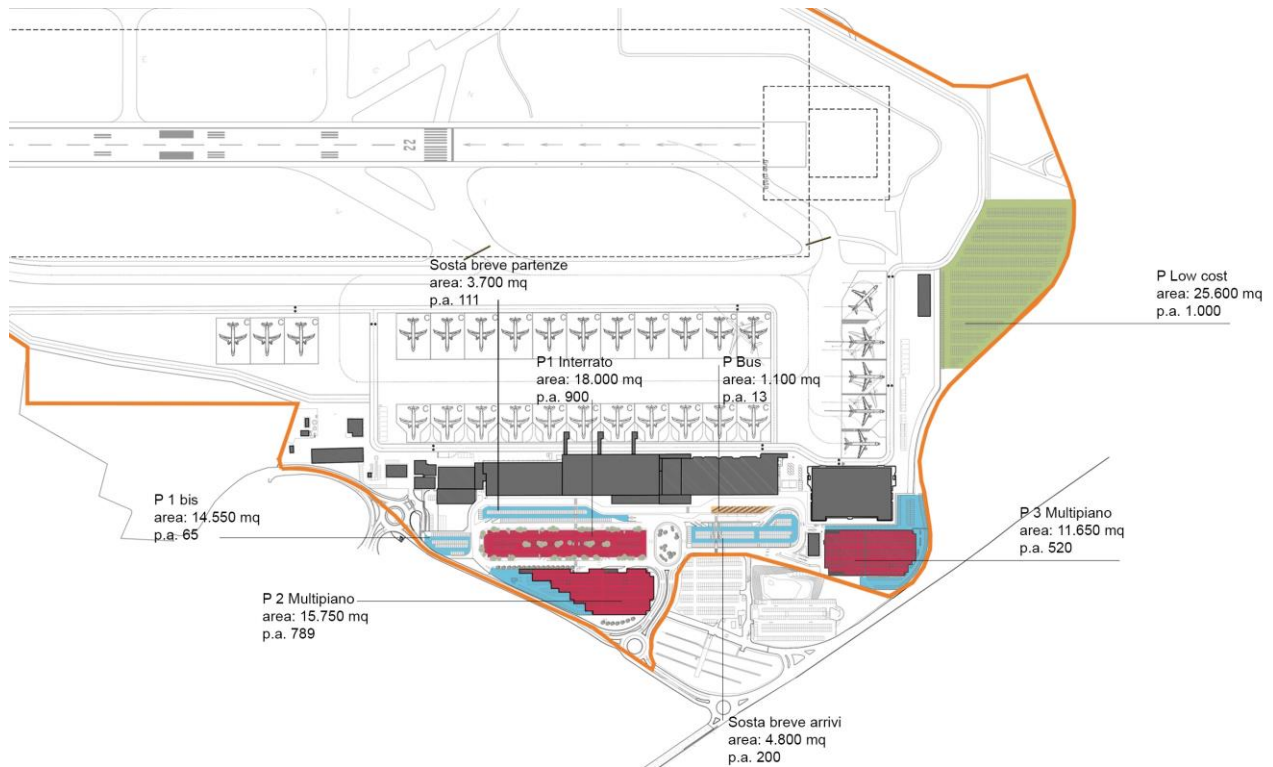 22
Sosta breve partenze
area: 3.700 mq
p.a. 111
P Low cost
area: 25.600 mq
p.a. 1.000
P1 Interrato
area: 18.000 mq
p.a. 900
P Bus
area: 1.100 mq
p.a. 13
C C C
C C C C C C C C C C
C C C C C C C C C C
P 1 bis
area: 14.550 mq
p.a. 65
P 3 Multipiano
area: 11.650 mq
p.a. 520
P 2 Multipiano
area: 15.750 mq
p.a. 789
Sosta breve arrivi
area: 4.800 mq
p.a. 200